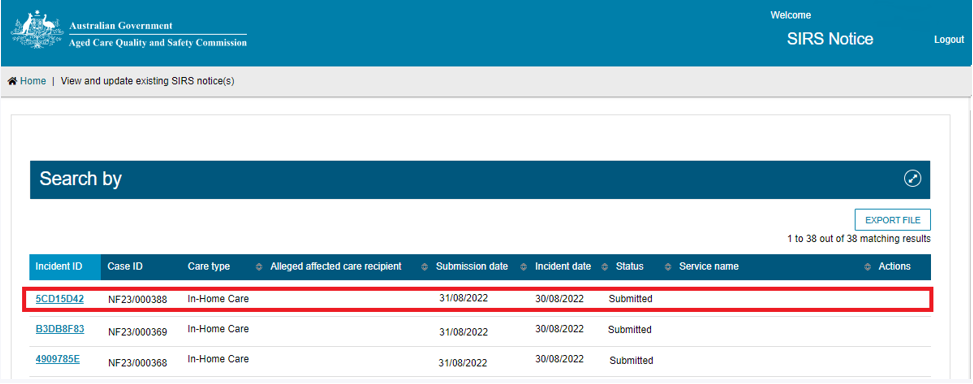 Australian Government
Aged Care Quality and Safety Commission
Welcome
SIRS Notice
Logout
Home | View and update existing SIRS notice(s)
Search by
EXPORT FILE
1 to 38 out of 38 matching results
Incident ID Case ID Care type Alleged affected care recipient Submission date Incident date Status Service name Actions
5CD15D42 NF23/000388 In-Home Care 31/08/2022 30/08/2022 Submitted
B3DB8F83 NF23/000369 In-Home Care 31/08/2022 30/08/2022 Submitted
4909785E NF23/000368 In-Home Care 31/08/2022 30/08/2022 Submitted